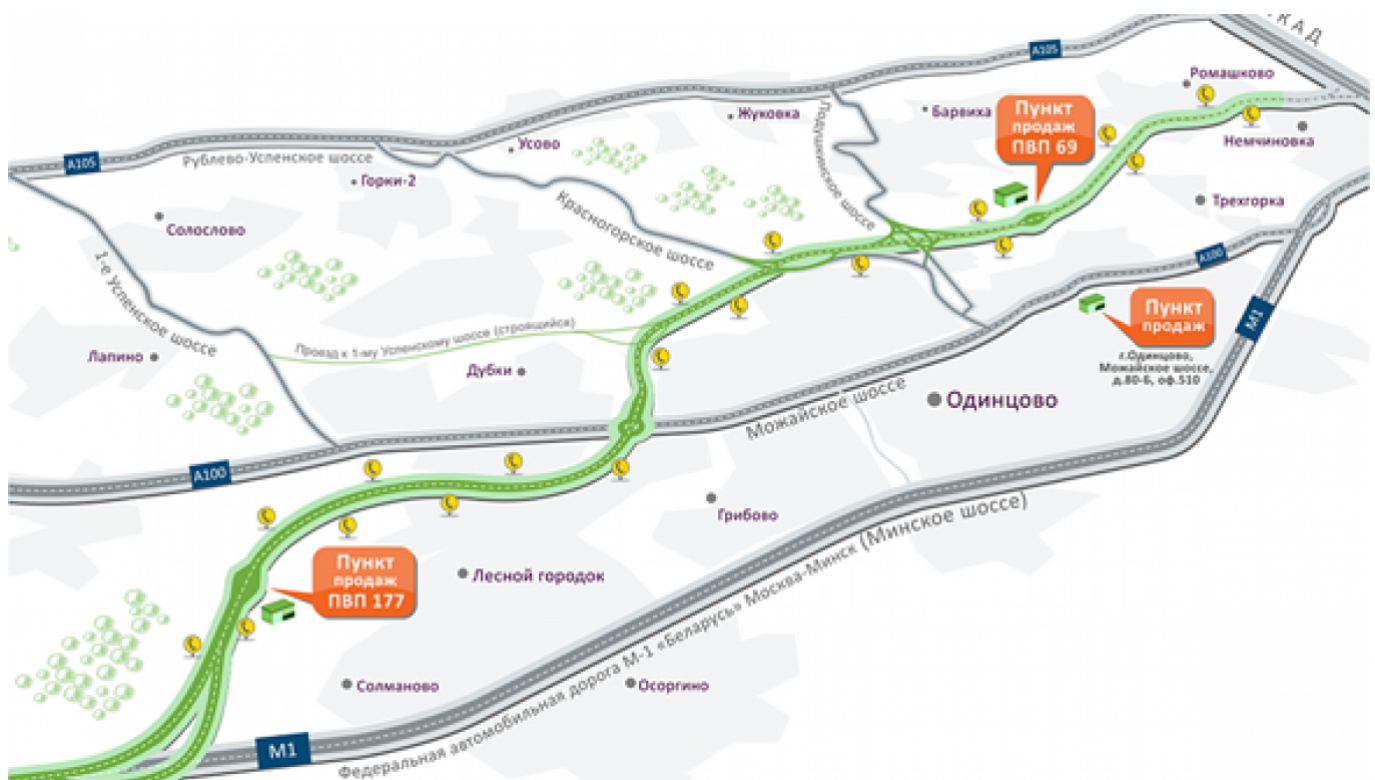 МКАД
А105
Ромашково
Пункт
продаж
ПВП 69
Барвиха
Жуковка
Подушкинское шоссе
Немчиновка
Усово
А105
Рублево-Успенское шоссе
Горки-2
Трехгорка
Красногорское шоссе
Солослово
А100
1-е Успенское шоссе
Пункт
продаж
М1
г.Одинцово,
Можайское шоссе,
д.80-Б, оф.510
Проезд к 1-му Успенскому шоссе (строящийся)
Лапино
Дубки
Одинцово
Можайское шоссе
А100
Грибово
Федеральная автомобильная дорога М-1 «Беларусь» Москва-Минск (Минское шоссе)
Пункт
продаж
ПВП 177
Лесной городок
Солманово
Осоргино
М1